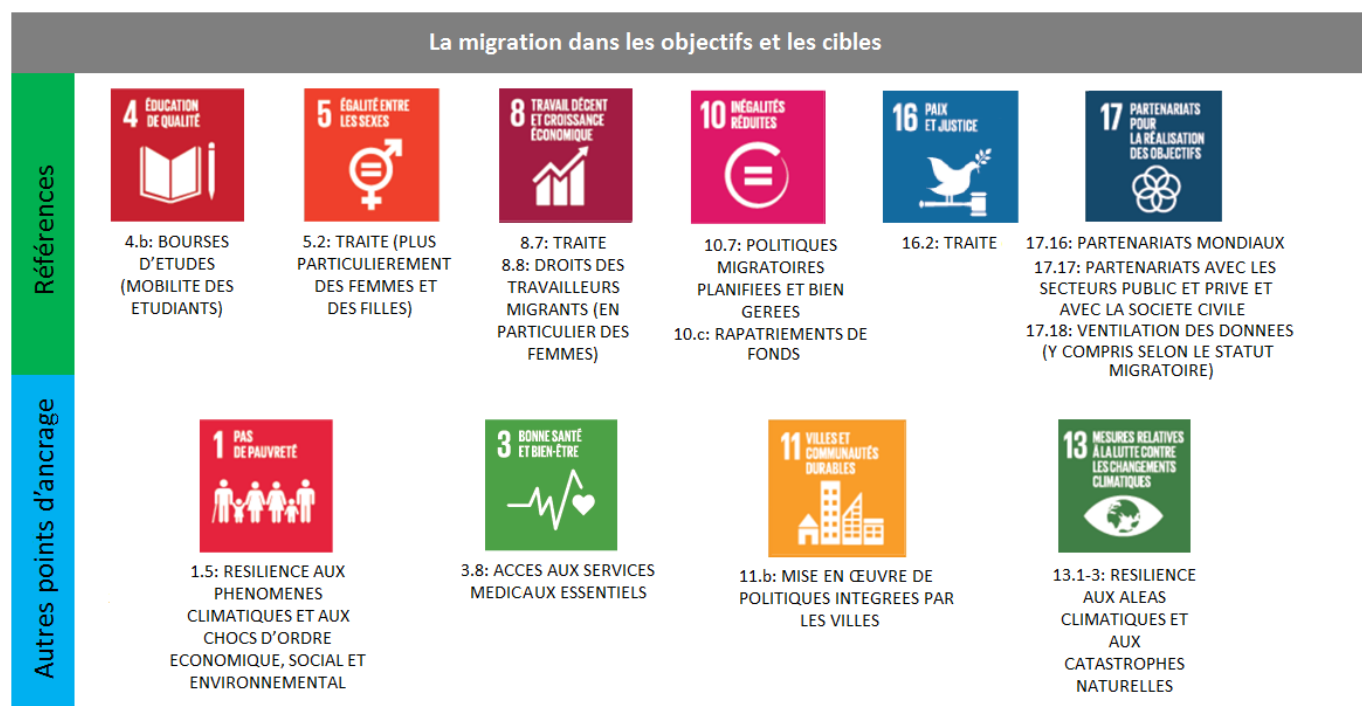 La migration dans les objectifs et les cibles
Références
4 ÉDUCATION
DE QUALITÉ
4.b: BOURSES
D’ETUDES
(MOBILITE DES
ETUDIANTS)
5 ÉGALITÉ ENTRE
LES SEXES
5.2: TRAITE (PLUS
PARTICULIEREMENT
DES FEMMES ET
DES FILLES)
8 TRAVAIL DÉCENT
ET CROISSANCE
ÉCONOMIQUE
8.7: TRAITE
8.8: DROITS DES
TRAVAILLEURS
MIGRANTS (EN
PARTICULIER DES
FEMMES)
10 INÉGALITÉS
RÉDUITES
10.7: POLITIQUES
MIGRATOIRES
PLANIFIEES ET BIEN
GEREES
10.c: RAPATRIEMENTS DE
FONDS
16 PAIX
ET JUSTICE
16.2: TRAITE
17 PARTENARIATS
POUR
LA RÉALISATION
DES OBJECTIFS
17.16: PARTENARIATS MONDIAUX
17.17: PARTENARIATS AVEC LES
SECTEURS PUBLIC ET PRIVE ET
AVEC LA SOCIETE CIVILE
17.18: VENTILATION DES DONNEES
(Y COMPRIS SELON LE STATUT
MIGRATOIRE)
Autres points d’ancrage
1 PAS
DE PAUVRETÉ
1.5: RESILIENCE AUX
PHENOMENES
CLIMATIQUES ET AUX
CHOCS D’ORDRE
ECONOMIQUE, SOCIAL ET
ENVIRONNEMENTAL
3 BONNE SANTÉ
ET BIEN-ÊTRE
3.8: ACCES AUX SERVICES
MEDICAUX ESSENTIELS
11 VILLES ET
COMMUNAUTÉS
DURABLES
11.b: MISE EN ŒUVRE DE
POLITIQUES INTEGREES PAR
LES VILLES
13 MESURES RELATIVES
À LA LUTTE CONTRE
LES CHANGEMENTS
CLIMATIQUES
13.1-3: RESILIENCE
AUX ALEAS
CLIMATIQUES ET
AUX
CATASTROPHES
NATURELLES